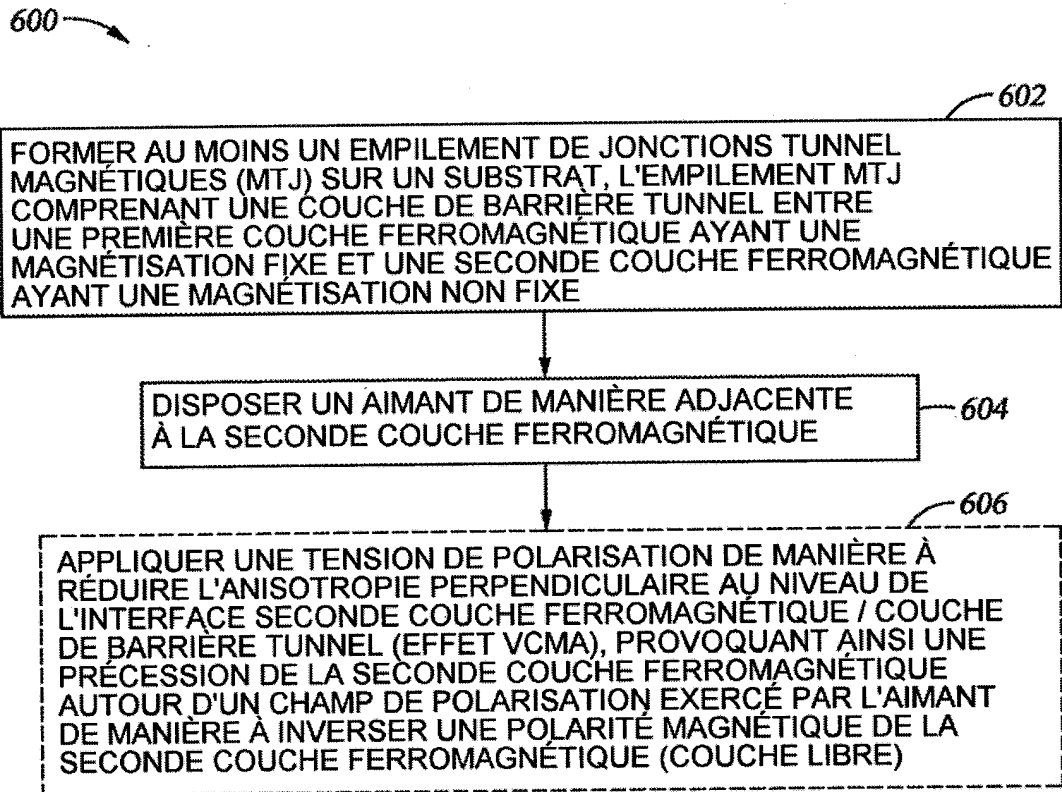 600
602
FORMER AU MOINS UN EMPILEMENT DE JONCTIONS TUNNEL
MAGNÉTIQUES (MTJ) SUR UN SUBSTRAT, L'EMPILEMENT MTJ
COMPRENANT UNE COUCHE DE BARRIÈRE TUNNEL ENTRE
UNE PREMIÈRE COUCHE FERROMAGNÉTIQUE AYANT UNE
MAGNÉTISATION FIXE ET UNE SECONDE COUCHE FERROMAGNÉTIQUE
AYANT UNE MAGNÉTISATION NON FIXE
DISPOSER UN AIMANT DE MANIÈRE ADJACENTE
À LA SECONDE COUCHE FERROMAGNÉTIQUE
604
606
APPLIQUER UNE TENSION DE POLARISATION DE MANIÈRE À
RÉDUIRE L'ANISOTROPIE PERPENDICULAIRE AU NIVEAU DE
L'INTERFACE SECONDE COUCHE FERROMAGNÉTIQUE / COUCHE
DE BARRIÈRE TUNNEL (EFFET VCMA), PROVOQUANT AINSI UNE
PRÉCESSION DE LA SECONDE COUCHE FERROMAGNÉTIQUE
AUTOUR D'UN CHAMP DE POLARISATION EXERCÉ PAR L'AIMANT
DE MANIÈRE À INVERSER UNE POLARITÉ MAGNÉTIQUE DE LA
SECONDE COUCHE FERROMAGNÉTIQUE (COUCHE LIBRE)